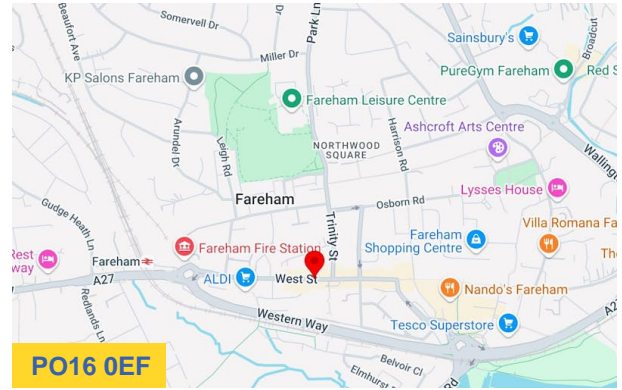 Somervell Dr
Beaufort Ave
Park Ln
Sainsbury's
Broadcut
Miller Dr
KP Salons Fareham
PureGym Fareham
Red S
Fareham Leisure Centre
Arundel Dr
Leigh Rd
NORTHWOOD
SQUARE
Harrison Rd
Ashcroft Arts Centre
Walling
Lysses House
Fareham
Osborn Rd
Gudge Heath Ln
Trinity St
Fareham
Shopping Centre
Villa Romana Fa
Fareham Fire Station
Rest
way
Fareham
The
A27
ALDI
West St
Nando's Fareham
A27
Redlands Ln
Western Way
Tesco Superstore
Belvoir Cl
Elmhurst
PO16 0EF